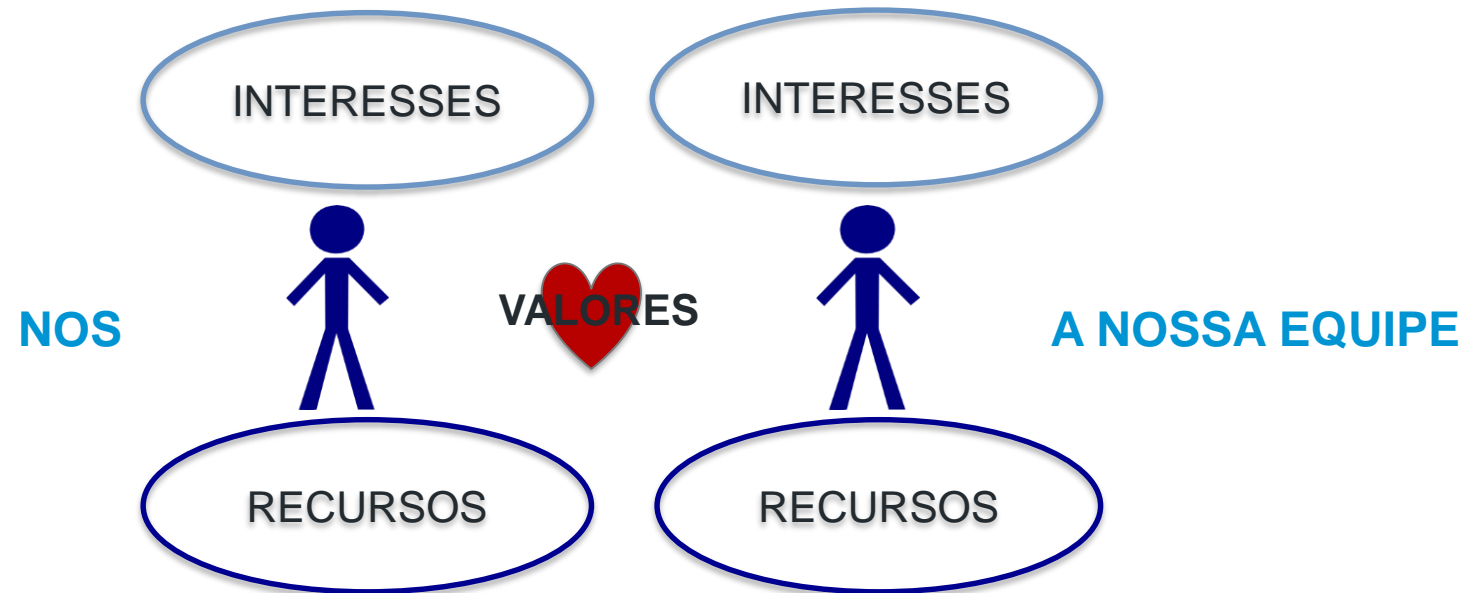 INTERESSES
INTERESSES
NOS
VALORES
A NOSSA EQUIPE
RECURSOS
RECURSOS